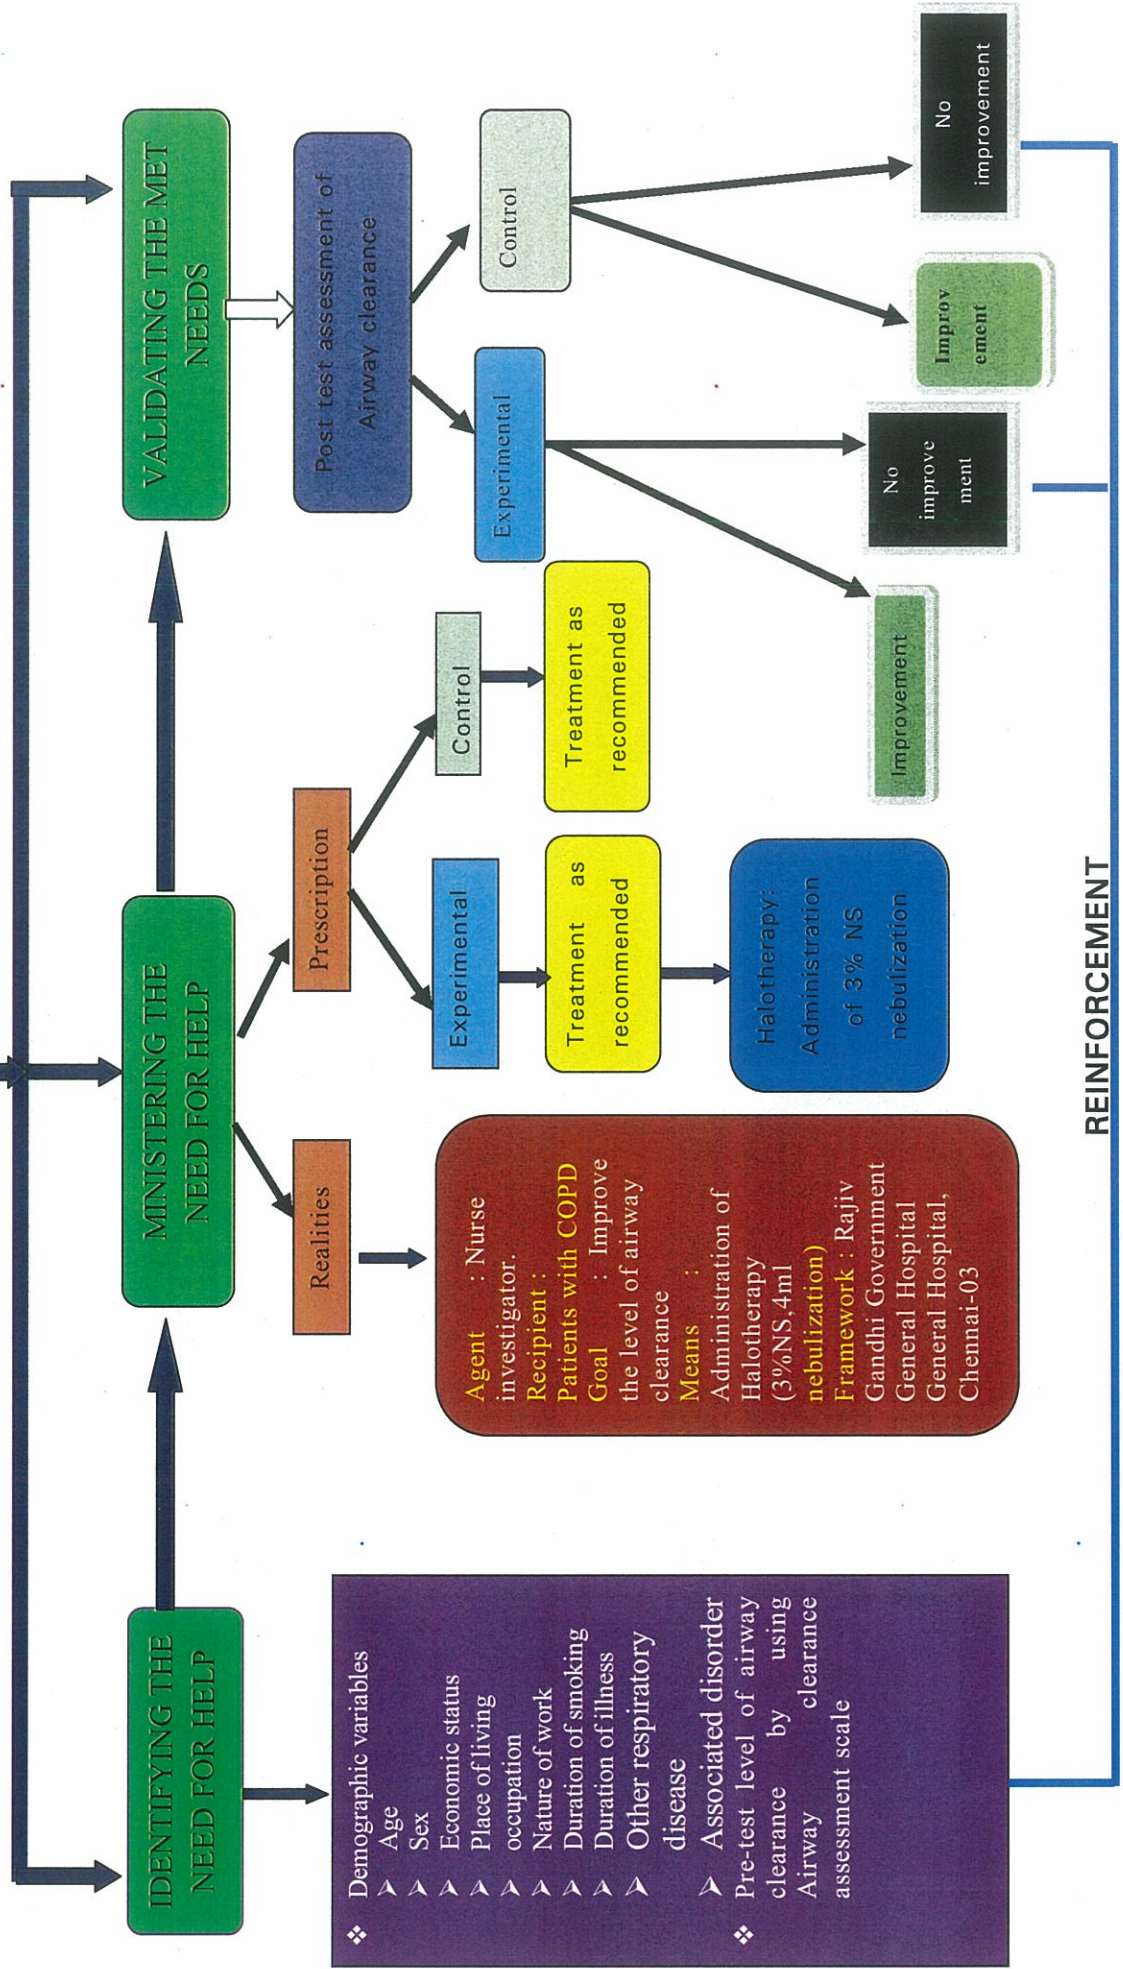 IDENTIFYING THE
NEED FOR HELP
❖ Demographic variables
➢ Age
➢ Sex
➢ Economic status
➢ Place of living
➢ occupation
➢ Nature of work
➢ Duration of smoking
➢ Duration of illness
➢ Other respiratory
disease
➢ Associated disorder
❖ Pre-test level of airway
clearance by using
Airway clearance
assessment scale
MINISTERING THE
NEED FOR HELP
Realities
Agent : Nurse
investigator.
Recipient :
Patients with COPD
Goal : Improve
the level of airway
clearance
Means :
Administration of
Halotherapy
(3%NS,4ml
nebulization)
Framework : Rajiv
Gandhi Government
General Hospital
General Hospital,
Chennai-03
Prescription
Experimental
Treatment as
recommended
Halotherapy:
Administration
of 3% NS
nebulization
Control
Treatment as
recommended
VALIDATING THE MET
NEEDS
Post test assessment of
Airway clearance
Experimental
Control
Improvement
No
improve
ment
Improv
ement
No
improvement
REINFORCEMENT